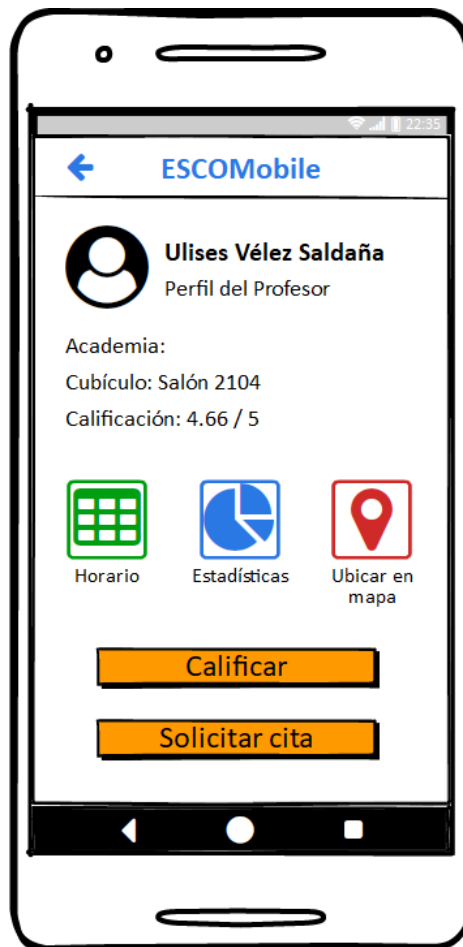 22:35
ESCOMobile
Ulises Vélez Saldaña
Perfil del Profesor
Academia:
Cubículo: Salón 2104
Calificación: 4.66 / 5
Horario
Estadísticas
Ubicar en
mapa
Calificar
Solicitar cita